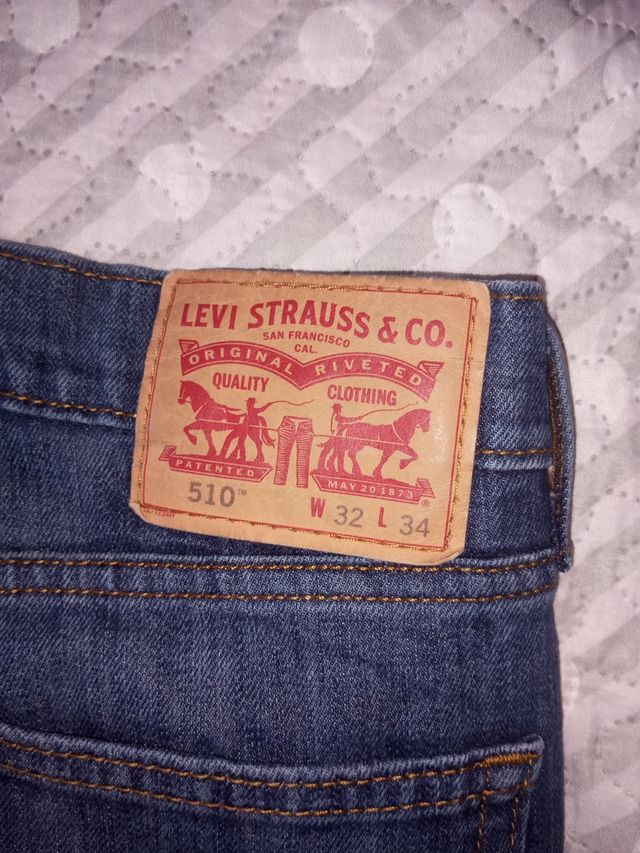 LEVI STRAUSS & CO.
SAN FRANCISCO
CAL.
ORIGINAL RIVETED
QUALITY CLOTHING
PATENTED MAY 20 1873 ®
510™ W 32 L 34